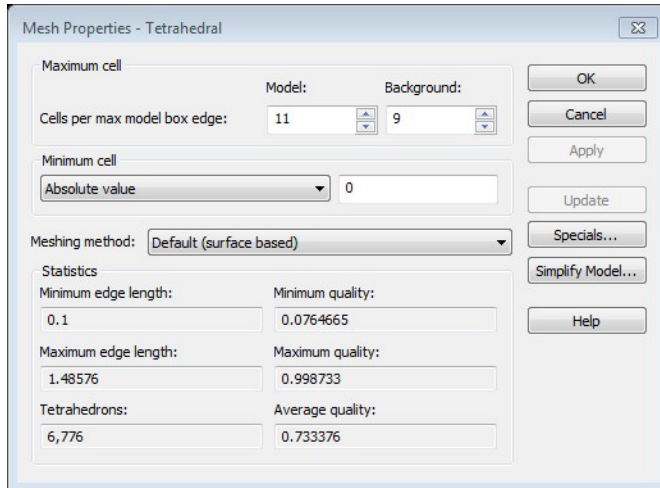 Mesh Properties - Tetrahedral
Maximum cell
Model: Background:
Cells per max model box edge: 11 9
Minimum cell
Absolute value 0
Meshing method: Default (surface based)
Statistics
Minimum edge length: Minimum quality:
0.1 0.0764665
Maximum edge length: Maximum quality:
1.48576 0.998733
Tetrahedrons: Average quality:
6,776 0.733376
OK
Cancel
Apply
Update
Specials...
Simplify Model...
Help